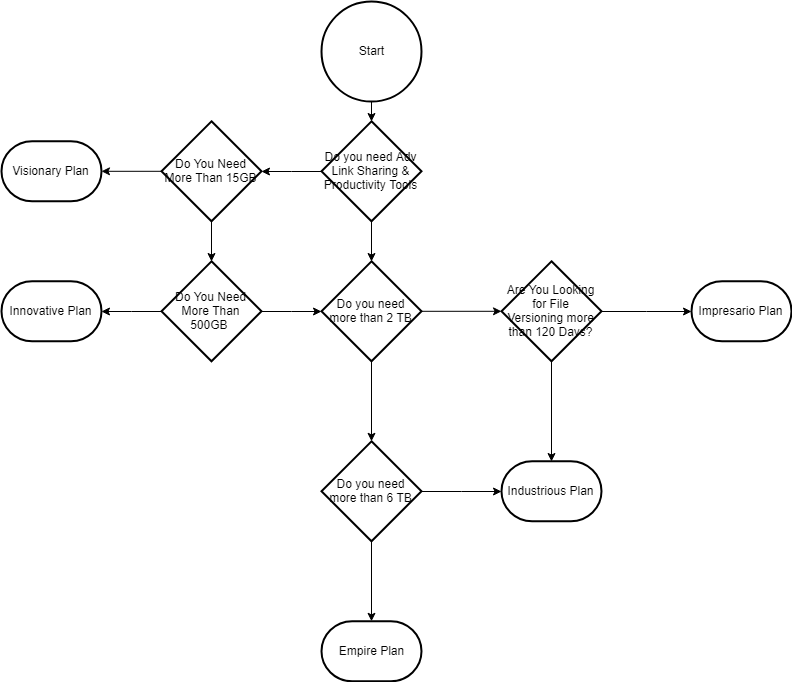 Start
Do you need Adv
Link Sharing &
Productivity Tools
Do You Need
More Than 15GB
Visionary Plan
Innovative Plan
Do You Need
More Than
500GB
Do you need
more than 2 TB
Are You Looking
for File
Versioning more
than 120 Days?
Impresario Plan
Do you need
more than 6 TB
Industrious Plan
Empire Plan